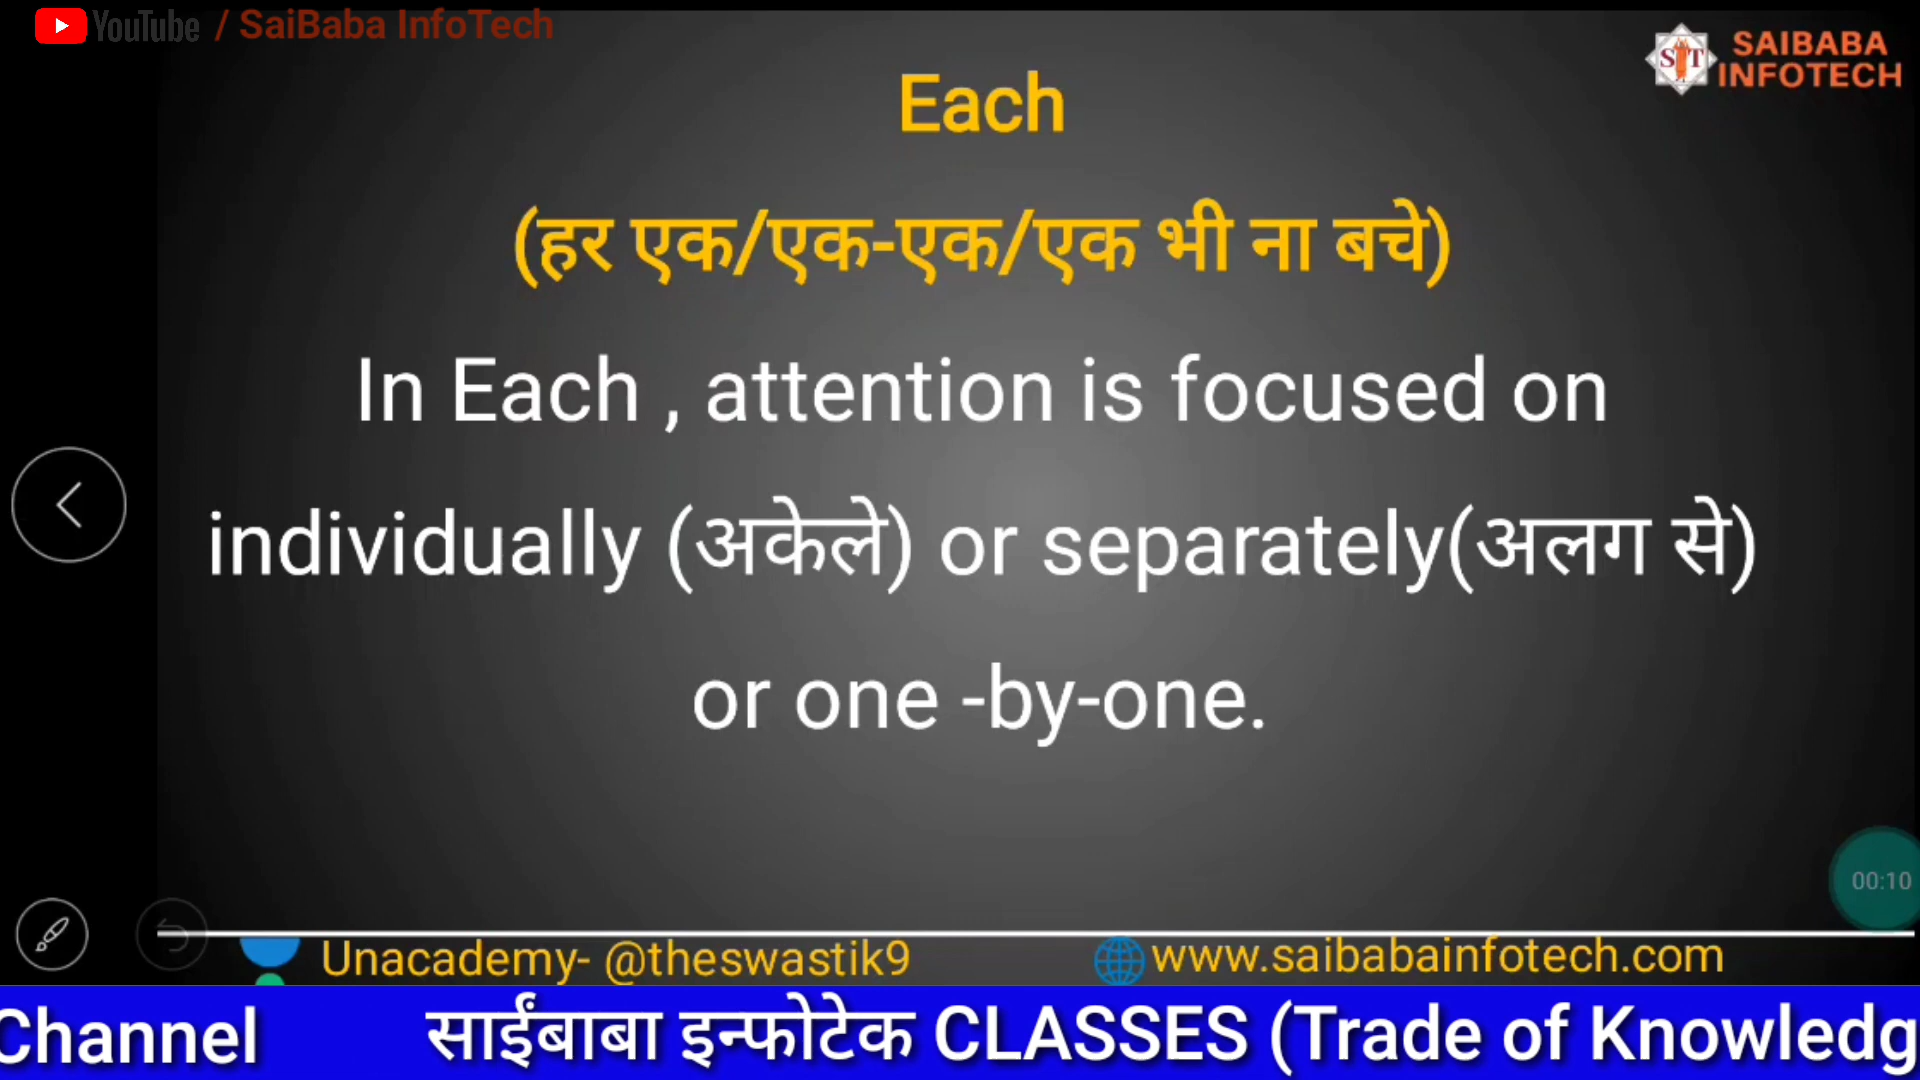 YouTube / SaiBaba InfoTech
SIT SAIBABA
INFOTECH
Each
(हर एक/एक-एक/एक भी ना बचे)
In Each , attention is focused on
individually (अकेले) or separately(अलग से)
or one -by-one.
00:10
Unacademy- @theswastik9
www.saibabainfotech.com
Channel साईंबाबा इन्फोटेक CLASSES (Trade of Knowledg